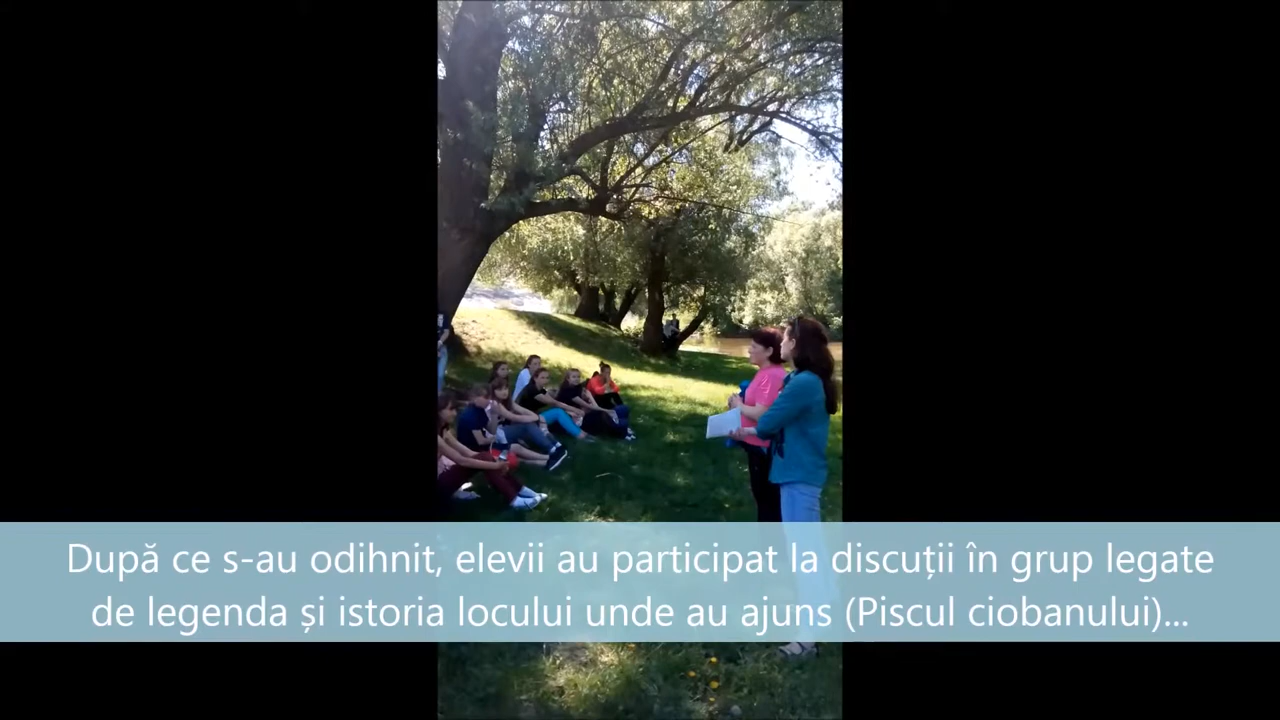 După ce s-au odihnit, elevii au participat la discuții în grup legate
de legenda și istoria locului unde au ajuns (Piscul ciobanului)...